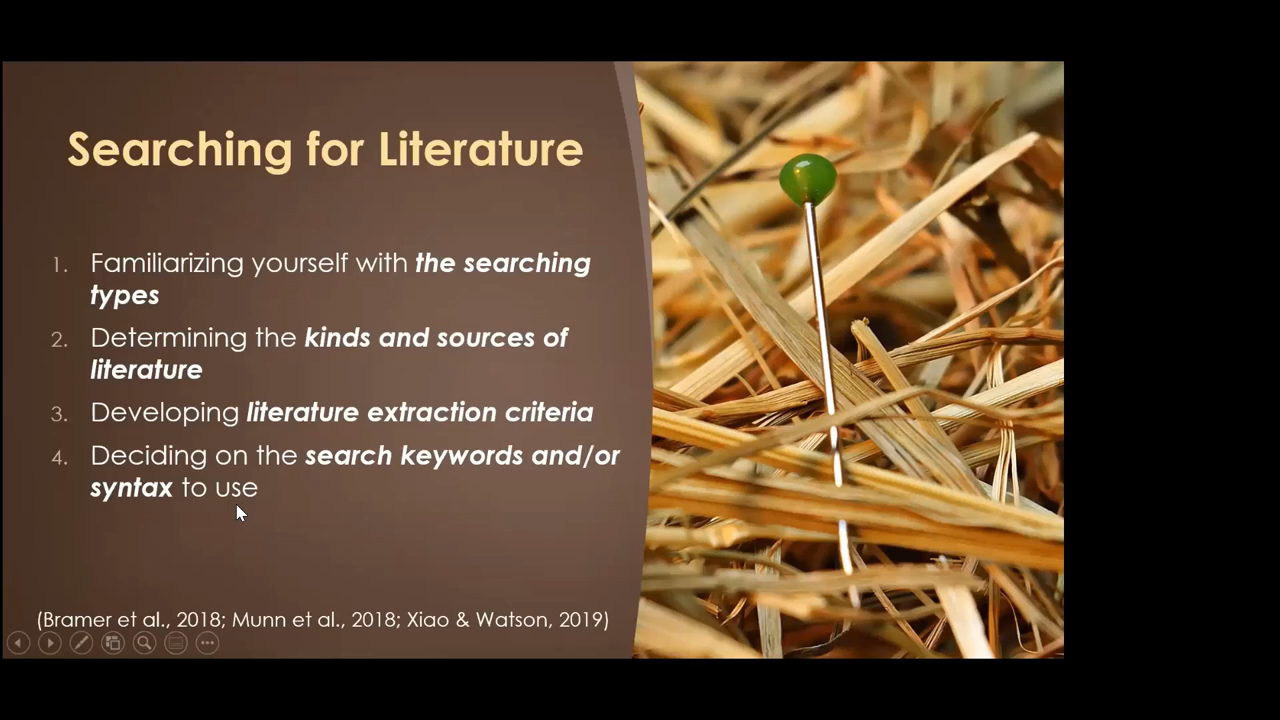 Searching for Literature
1. Familiarizing yourself with the searching
types
2. Determining the kinds and sources of
literature
3. Developing literature extraction criteria
4. Deciding on the search keywords and/or
syntax to use
(Bramer et al., 2018; Munn et al., 2018; Xiao & Watson, 2019)